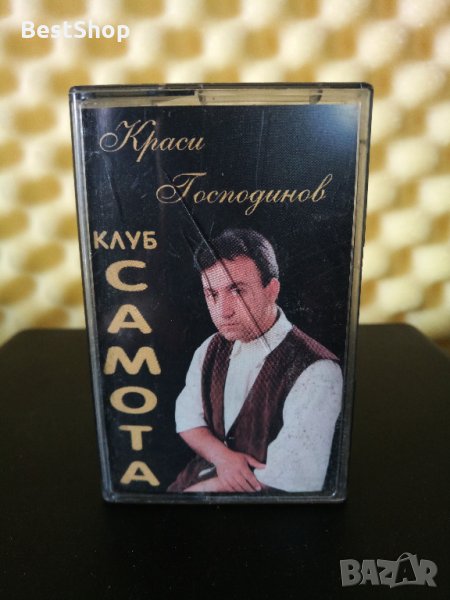 BestShop
Краси
Господинов
КЛУБ
САМОТА
BAZAR